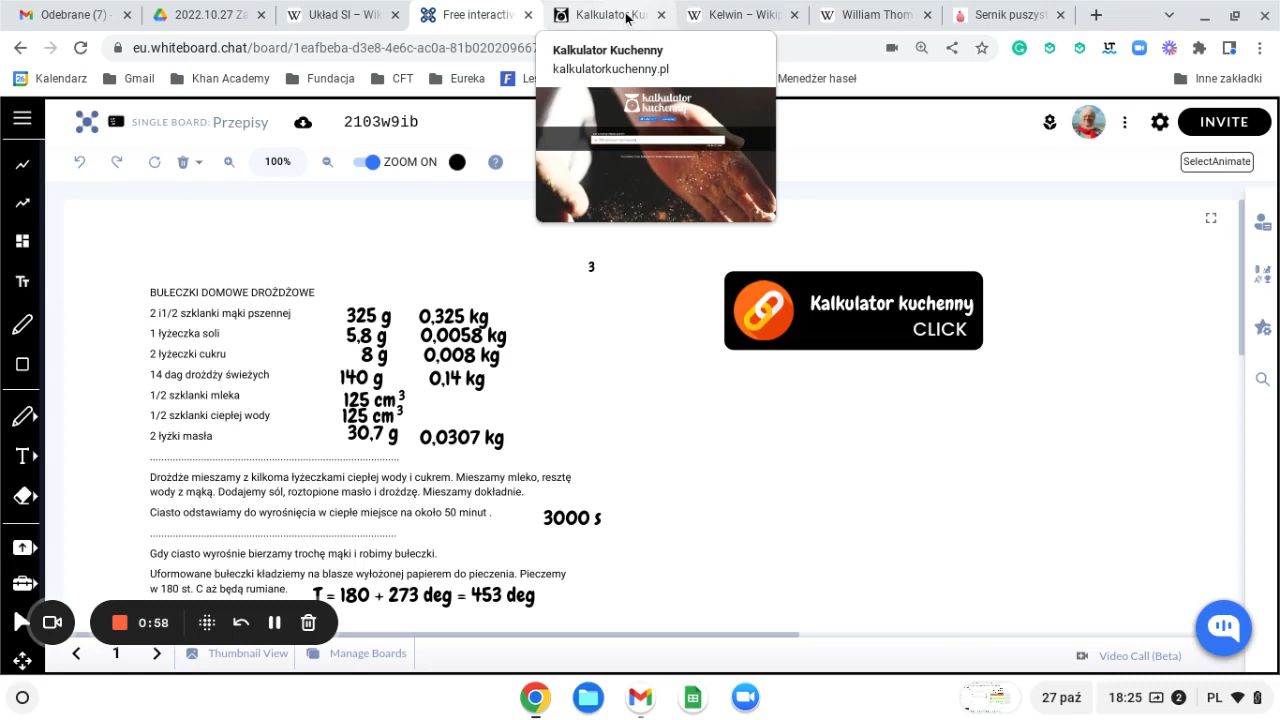 Odebrane (7) -
2022.10.27 Za
Układ SI – Wik
Free interactiv
Kalkulator Ku
Kelwin – Wikip
William Thom
Sernik puszys
eu.whiteboard.chat/board/1eafbeba-d3e8-4e6c-ac0a-81b0202096
Kalkulator Kuchenny
kalkulatorkuchenny.pl
26 Kalendarz
Gmail
Khan Academy
Fundacja
CFT
Eureka
Les
Menedżer haseł
Inne zakładki
kalkulator
kuchenny
SINGLE BOARD: Przepisy
2103w9ib
INVITE
100%
ZOOM ON
SelectAnimate
3
BUŁECZKI DOMOWE DROŻDŻOWE
2 i1/2 szklanki mąki pszennej 325 g 0,325 kg
1 łyżeczka soli 5,8 g 0,0058 kg
2 łyżeczki cukru 8 g 0,008 kg
14 dag drożdży świeżych 140 g 0,14 kg
1/2 szklanki mleka 125 cm³
1/2 szklanki ciepłej wody 125 cm³
2 łyżki masła 30,7 g 0,0307 kg
Kalkulator kuchenny
CLICK
Drożdże mieszamy z kilkoma łyżeczkami ciepłej wody i cukrem. Mieszamy mleko, resztę
wody z mąką. Dodajemy sól, roztopione masło i drożdzę. Mieszamy dokładnie.
Ciasto odstawiamy do wyrośnięcia w ciepłe miejsce na około 50 minut .
3000 s
Gdy ciasto wyrośnie bierzamy trochę mąki i robimy bułeczki.
Uformowane bułeczki kładziemy na blasze wyłożonej papierem do pieczenia. Pieczemy
w 180 st. C aż będą rumiane. T = 180 + 273 deg = 453 deg
0:58
1
Thumbnail View
Manage Boards
Video Call (Beta)
27 paź
18:25
2
PL